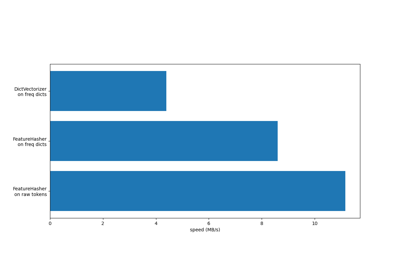 DictVectorizer
on freq dicts
FeatureHasher
on freq dicts
FeatureHasher
on raw tokens
0 2 4 6 8 10
speed (MB/s)